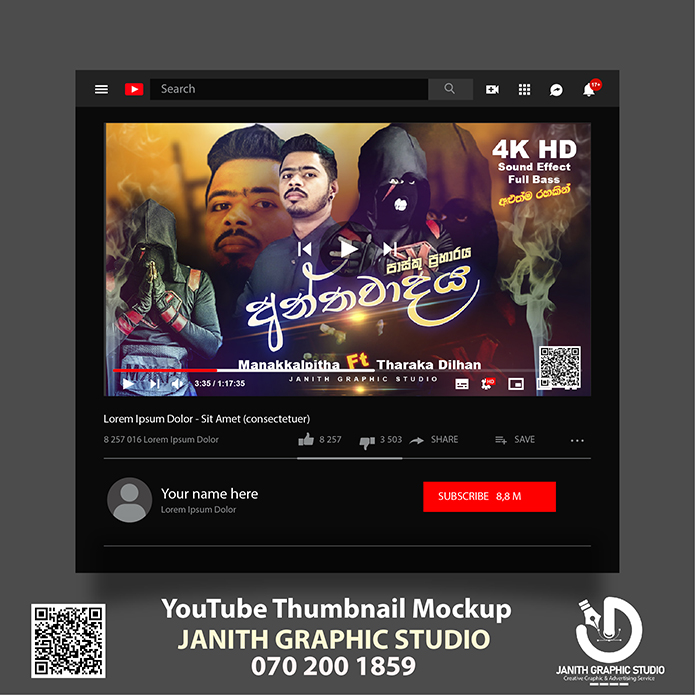 Search
17+
4K HD
Sound Effect
Full Bass
අළුත්ම රහකින්
පාස්කු ප්‍රහාරය
අන්තවාදය
Manakkalpitha Ft Tharaka Dilhan
JANITH GRAPHIC STUDIO
3:35 / 1:17:35
HD
Lorem Ipsum Dolor - Sit Amet (consectetuer)
8 257 016 Lorem Ipsum Dolor
8 257
3 503
SHARE
SAVE
Your name here
Lorem Ipsum Dolor
SUBSCRIBE 8,8 M
YouTube Thumbnail Mockup
JANITH GRAPHIC STUDIO
070 200 1859
JANITH GRAPHIC STUDIO
Creative Graphic & Advertising Service